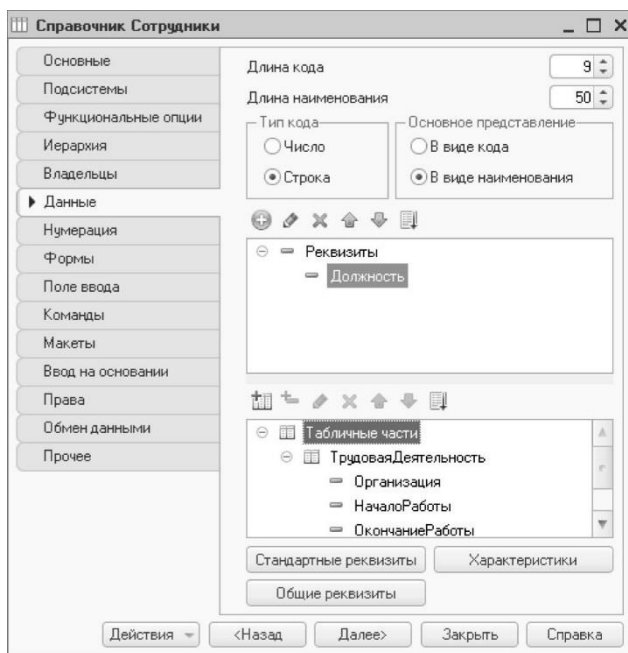 Справочник Сотрудники
Основные
Подсистемы
Функциональные опции
Иерархия
Владельцы
Данные
Нумерация
Формы
Поле ввода
Команды
Макеты
Ввод на основании
Права
Обмен данными
Прочее
Длина кода 9
Длина наименования 50
Тип кода
Число
Строка
Основное представление
В виде кода
В виде наименования
Реквизиты
Должность
Табличные части
ТрудоваяДеятельность
Организация
НачалоРаботы
ОкончаниеРаботы
Стандартные реквизиты Характеристики
Общие реквизиты
Действия <Назад Далее> Закрыть Справка